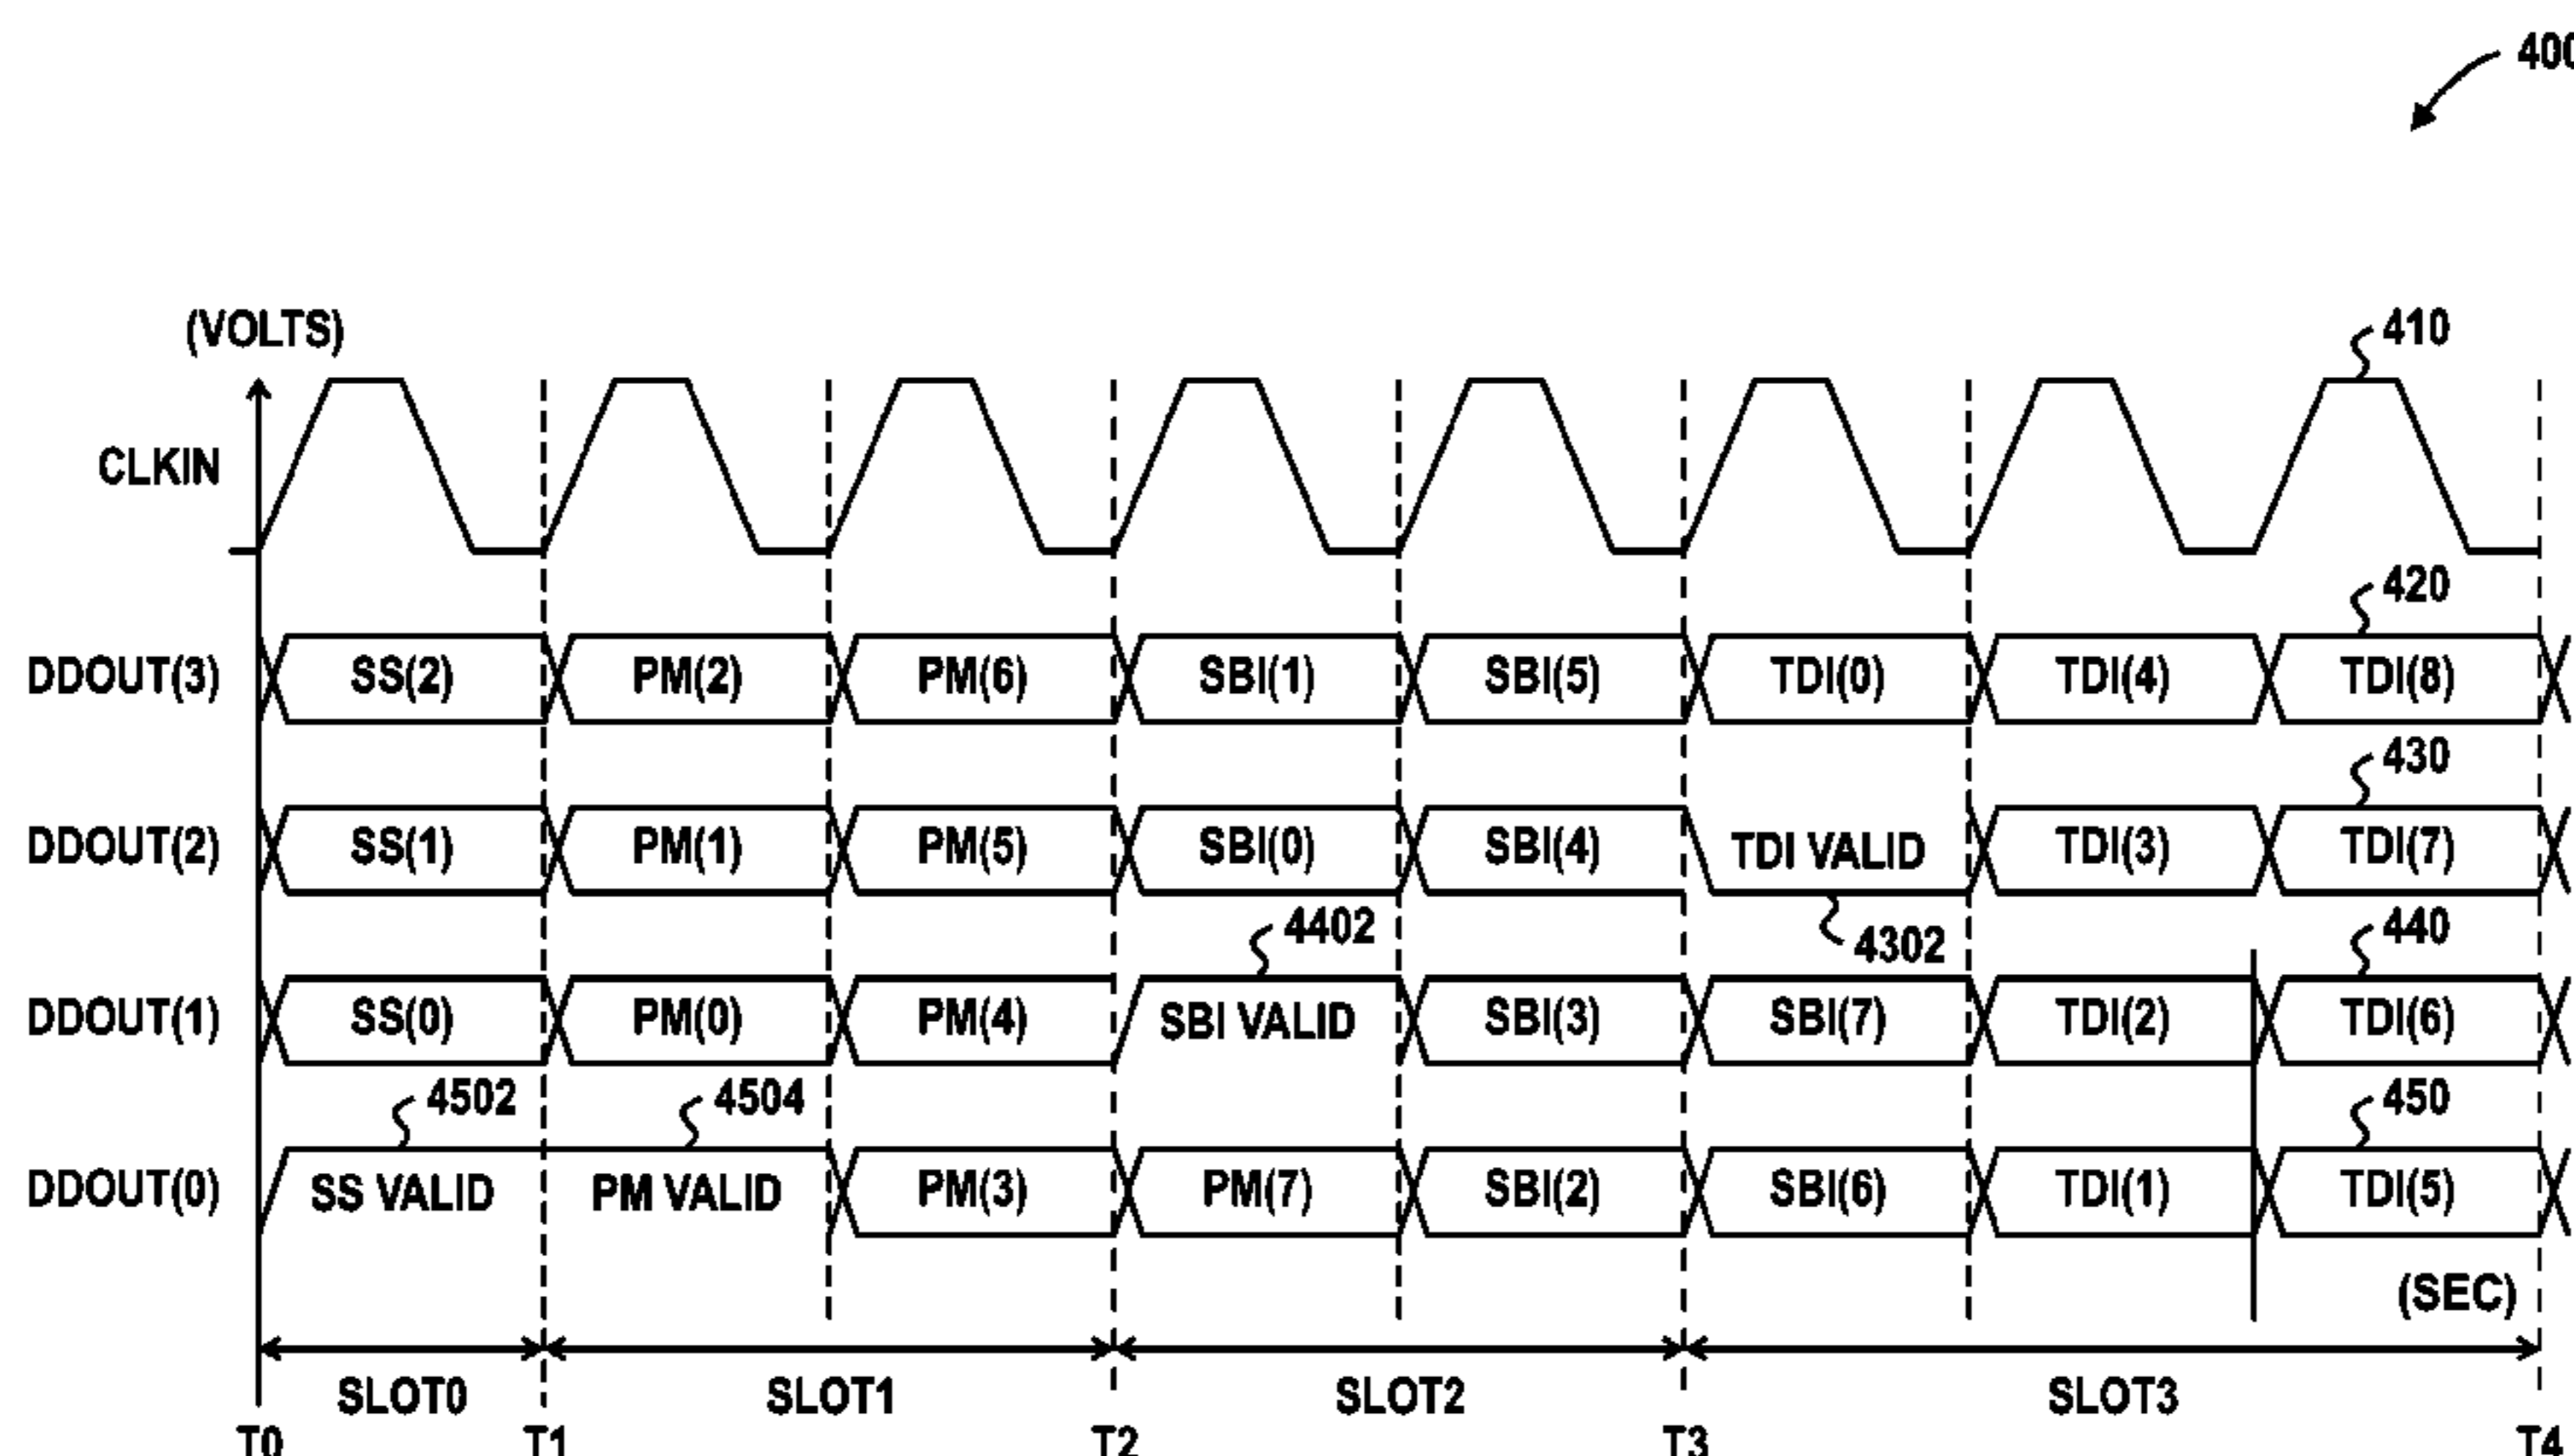 400
(VOLTS)
410
CLKIN
420
DDOUT(3) SS(2) PM(2) PM(6) SBI(1) SBI(5) TDI(0) TDI(4) TDI(8)
430
DDOUT(2) SS(1) PM(1) PM(5) SBI(0) SBI(4) TDI VALID TDI(3) TDI(7)
4402 4302 440
DDOUT(1) SS(0) PM(0) PM(4) SBI VALID SBI(3) SBI(7) TDI(2) TDI(6)
4502 4504 450
DDOUT(0) SS VALID PM VALID PM(3) PM(7) SBI(2) SBI(6) TDI(1) TDI(5)
(SEC)
SLOT0 SLOT1 SLOT2 SLOT3
T0 T1 T2 T3 T4